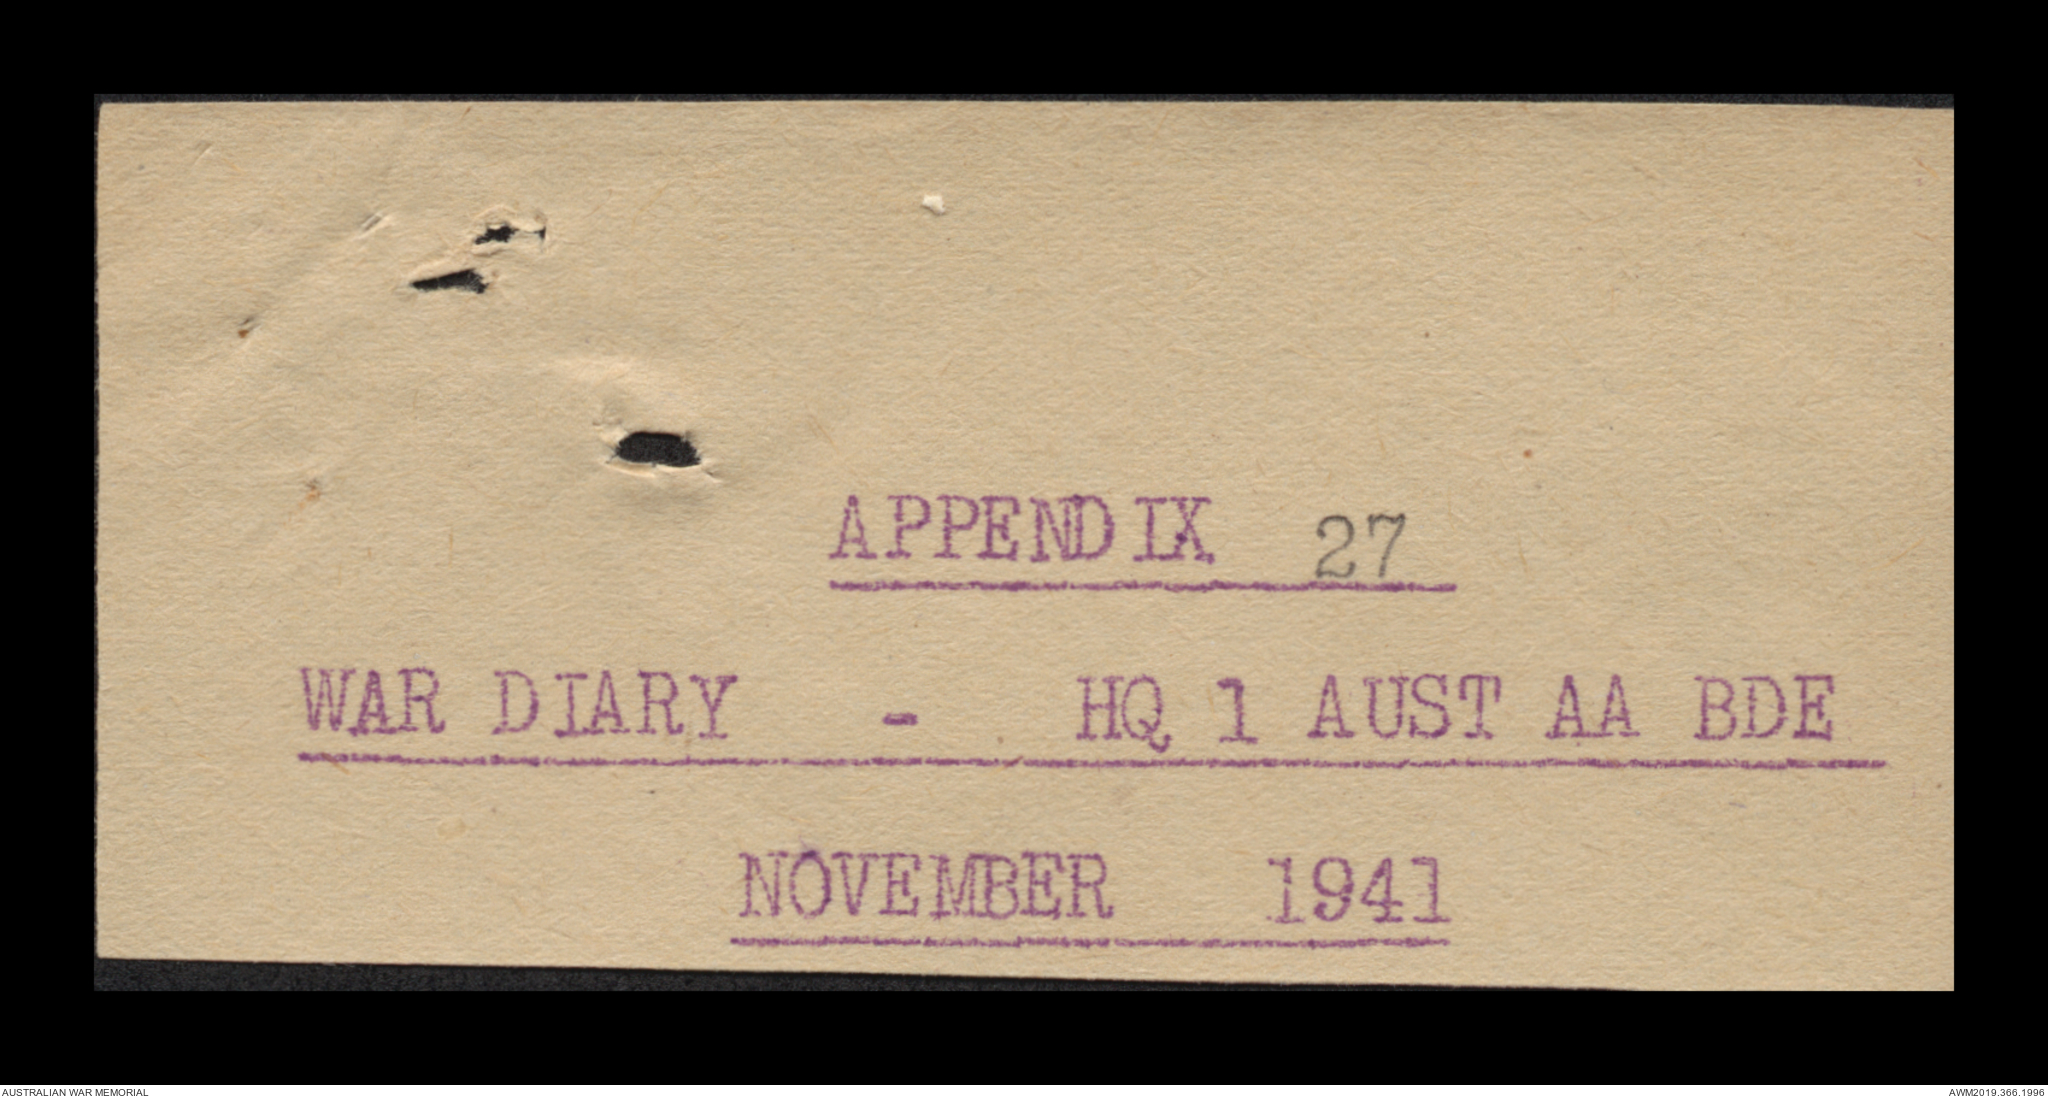 APPENDIX 27
WAR DIARY - HQ 1 AUST AA BDE
NOVEMBER 1941
AUSTRALIAN WAR MEMORIAL
AWM2019.366.1996